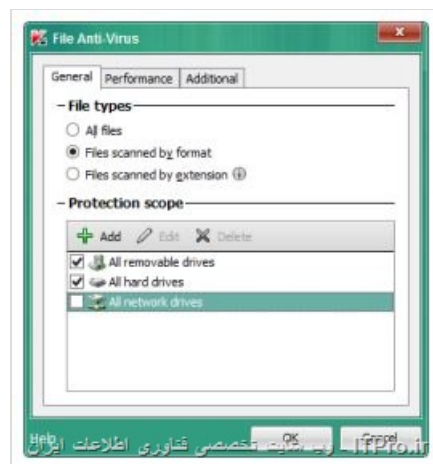 File Anti-Virus
General Performance Additional
File types
All files
Files scanned by format
Files scanned by extension
Protection scope
Add Edit Delete
All removable drives
All hard drives
All network drives
Help OK Cancel
ITPro.ir وب سایت تخصصی فناوری اطلاعات ایران